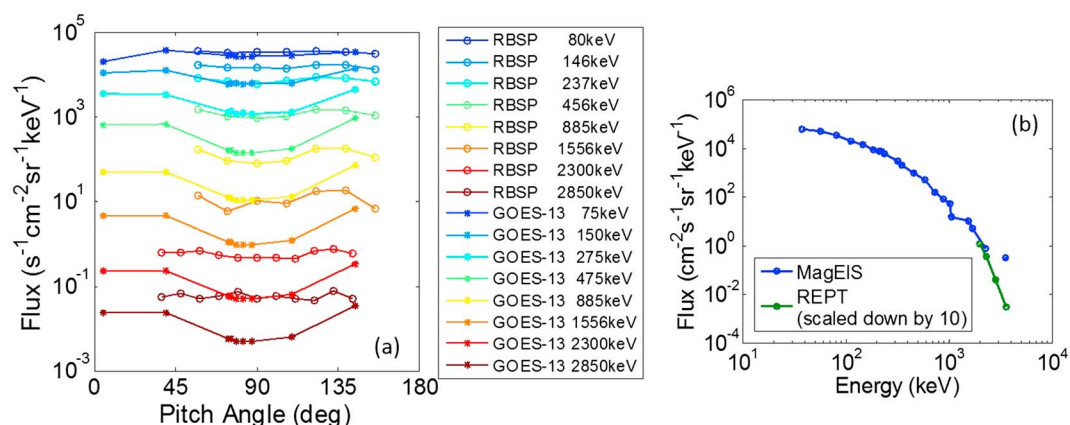 10^5
10^3
10^1
10^-1
10^-3
Flux (s^-1cm^-2sr^-1keV^-1)
0 45 90 135 180
Pitch Angle (deg)
(a)
RBSP 80keV
RBSP 146keV
RBSP 237keV
RBSP 456keV
RBSP 885keV
RBSP 1556keV
RBSP 2300keV
RBSP 2850keV
GOES-13 75keV
GOES-13 150keV
GOES-13 275keV
GOES-13 475keV
GOES-13 885keV
GOES-13 1556keV
GOES-13 2300keV
GOES-13 2850keV
(b)
10^6
10^4
10^2
10^0
10^-2
10^-4
Flux (cm^-2s^-1sr^-1keV^-1)
MagEIS
REPT
(scaled down by 10)
10^1 10^2 10^3 10^4
Energy (keV)